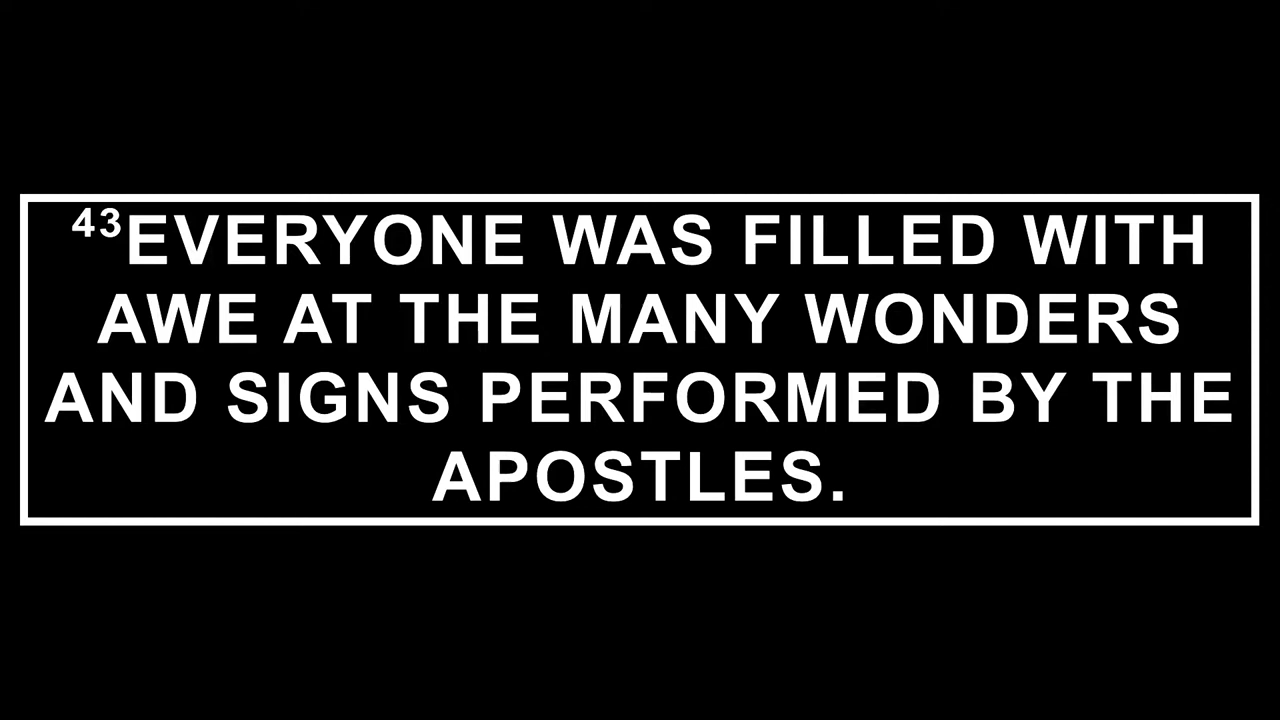 ⁴³EVERYONE WAS FILLED WITH
AWE AT THE MANY WONDERS
AND SIGNS PERFORMED BY THE
APOSTLES.